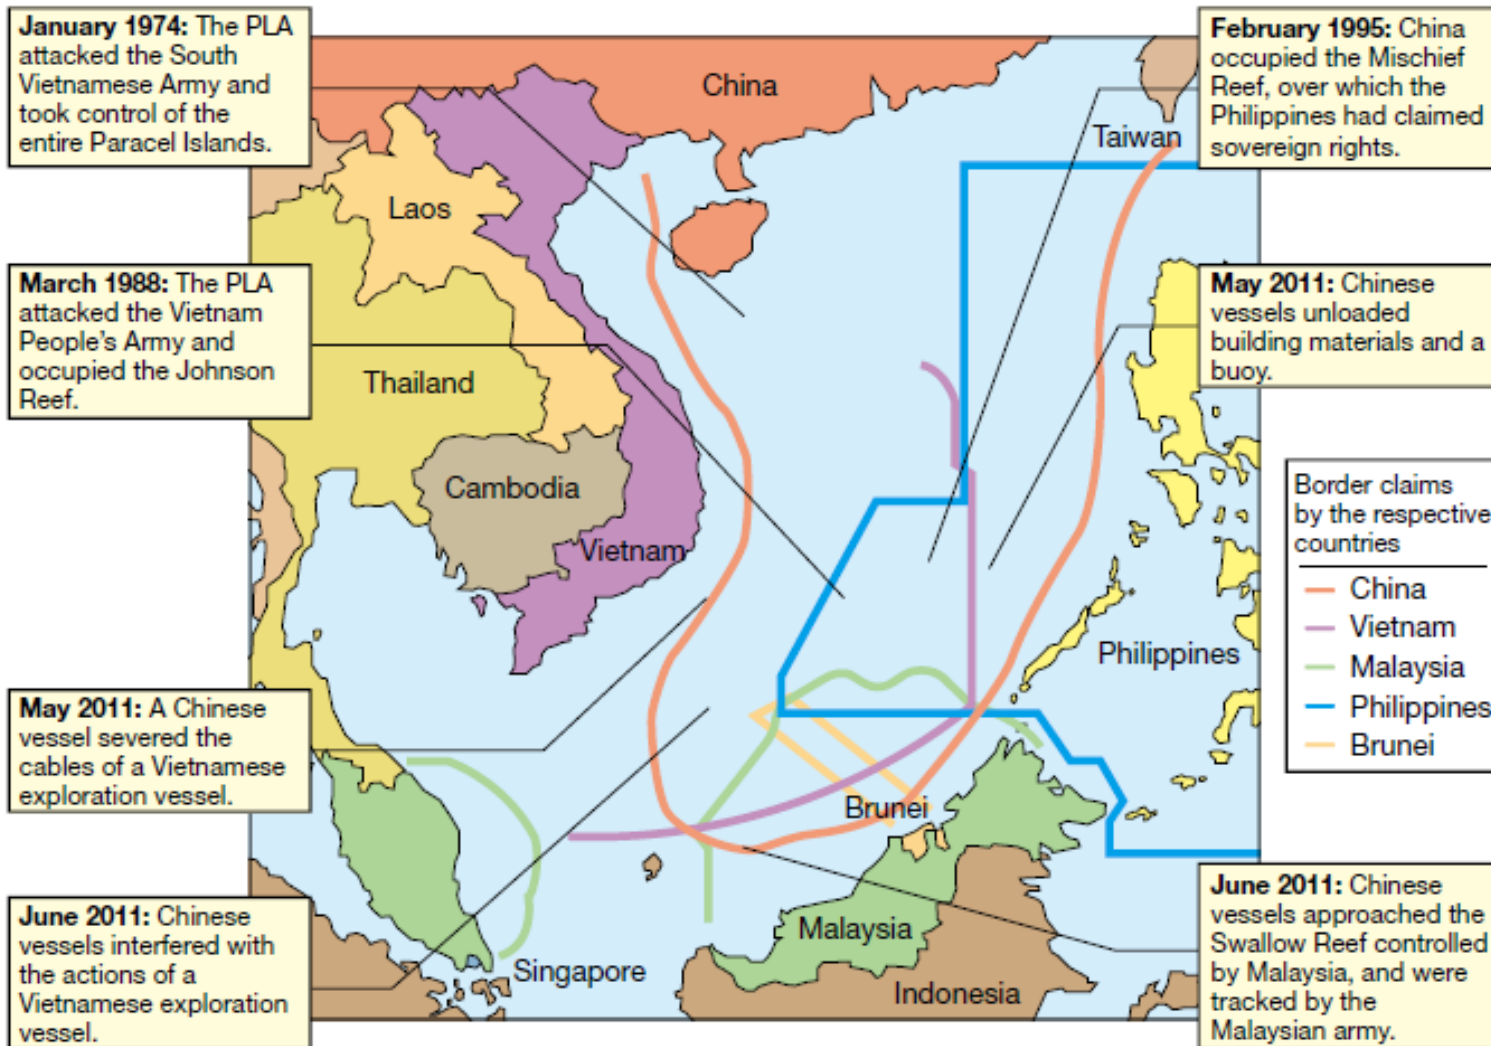 January 1974: The PLA
attacked the South
Vietnamese Army and
took control of the
entire Paracel Islands.
March 1988: The PLA
attacked the Vietnam
People's Army and
occupied the Johnson
Reef.
May 2011: A Chinese
vessel severed the
cables of a Vietnamese
exploration vessel.
June 2011: Chinese
vessels interfered with
the actions of a
Vietnamese exploration
vessel.
China
Taiwan
Laos
Thailand
Cambodia
Vietnam
Philippines
Brunei
Malaysia
Singapore
Indonesia
February 1995: China
occupied the Mischief
Reef, over which the
Philippines had claimed
sovereign rights.
May 2011: Chinese
vessels unloaded
building materials and a
buoy.
Border claims
by the respective
countries
China
Vietnam
Malaysia
Philippines
Brunei
June 2011: Chinese
vessels approached the
Swallow Reef controlled
by Malaysia, and were
tracked by the
Malaysian army.